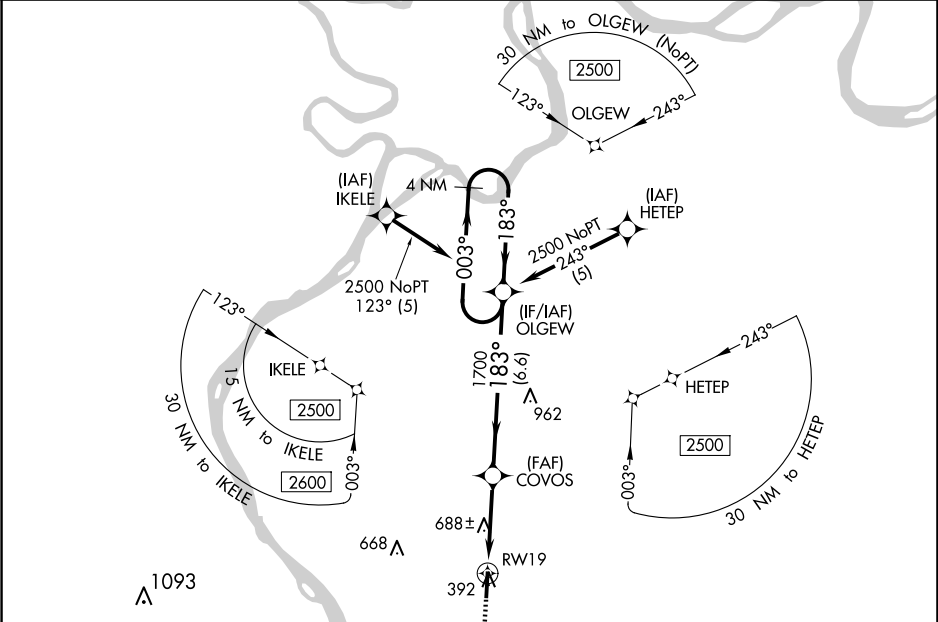 30 NM to OLGEW (NoPT)
2500
123°
243°
OLGEW
(IAF)
IKELE
4 NM
003°
183°
(IAF)
HETEP
2500 NoPT
243°
(5)
2500 NoPT
123° (5)
(IF/IAF)
OLGEW
1700
183°
(6.6)
962
123°
IKELE
2500
15 NM to IKELE
2600
30 NM to IKELE
003°
243°
HETEP
2500
003°
30 NM to HETEP
(FAF)
COVOS
688±
668
RW19
392
1093